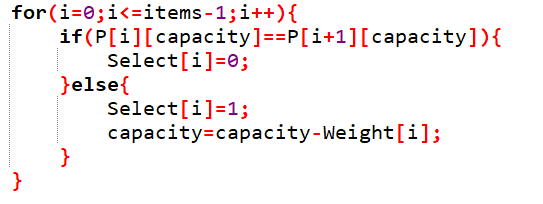 for(i=0;i<=items-1;i++){
    if(P[i][capacity]==P[i+1][capacity]){
        Select[i]=0;
    }else{
        Select[i]=1;
        capacity=capacity-Weight[i];
    }
}